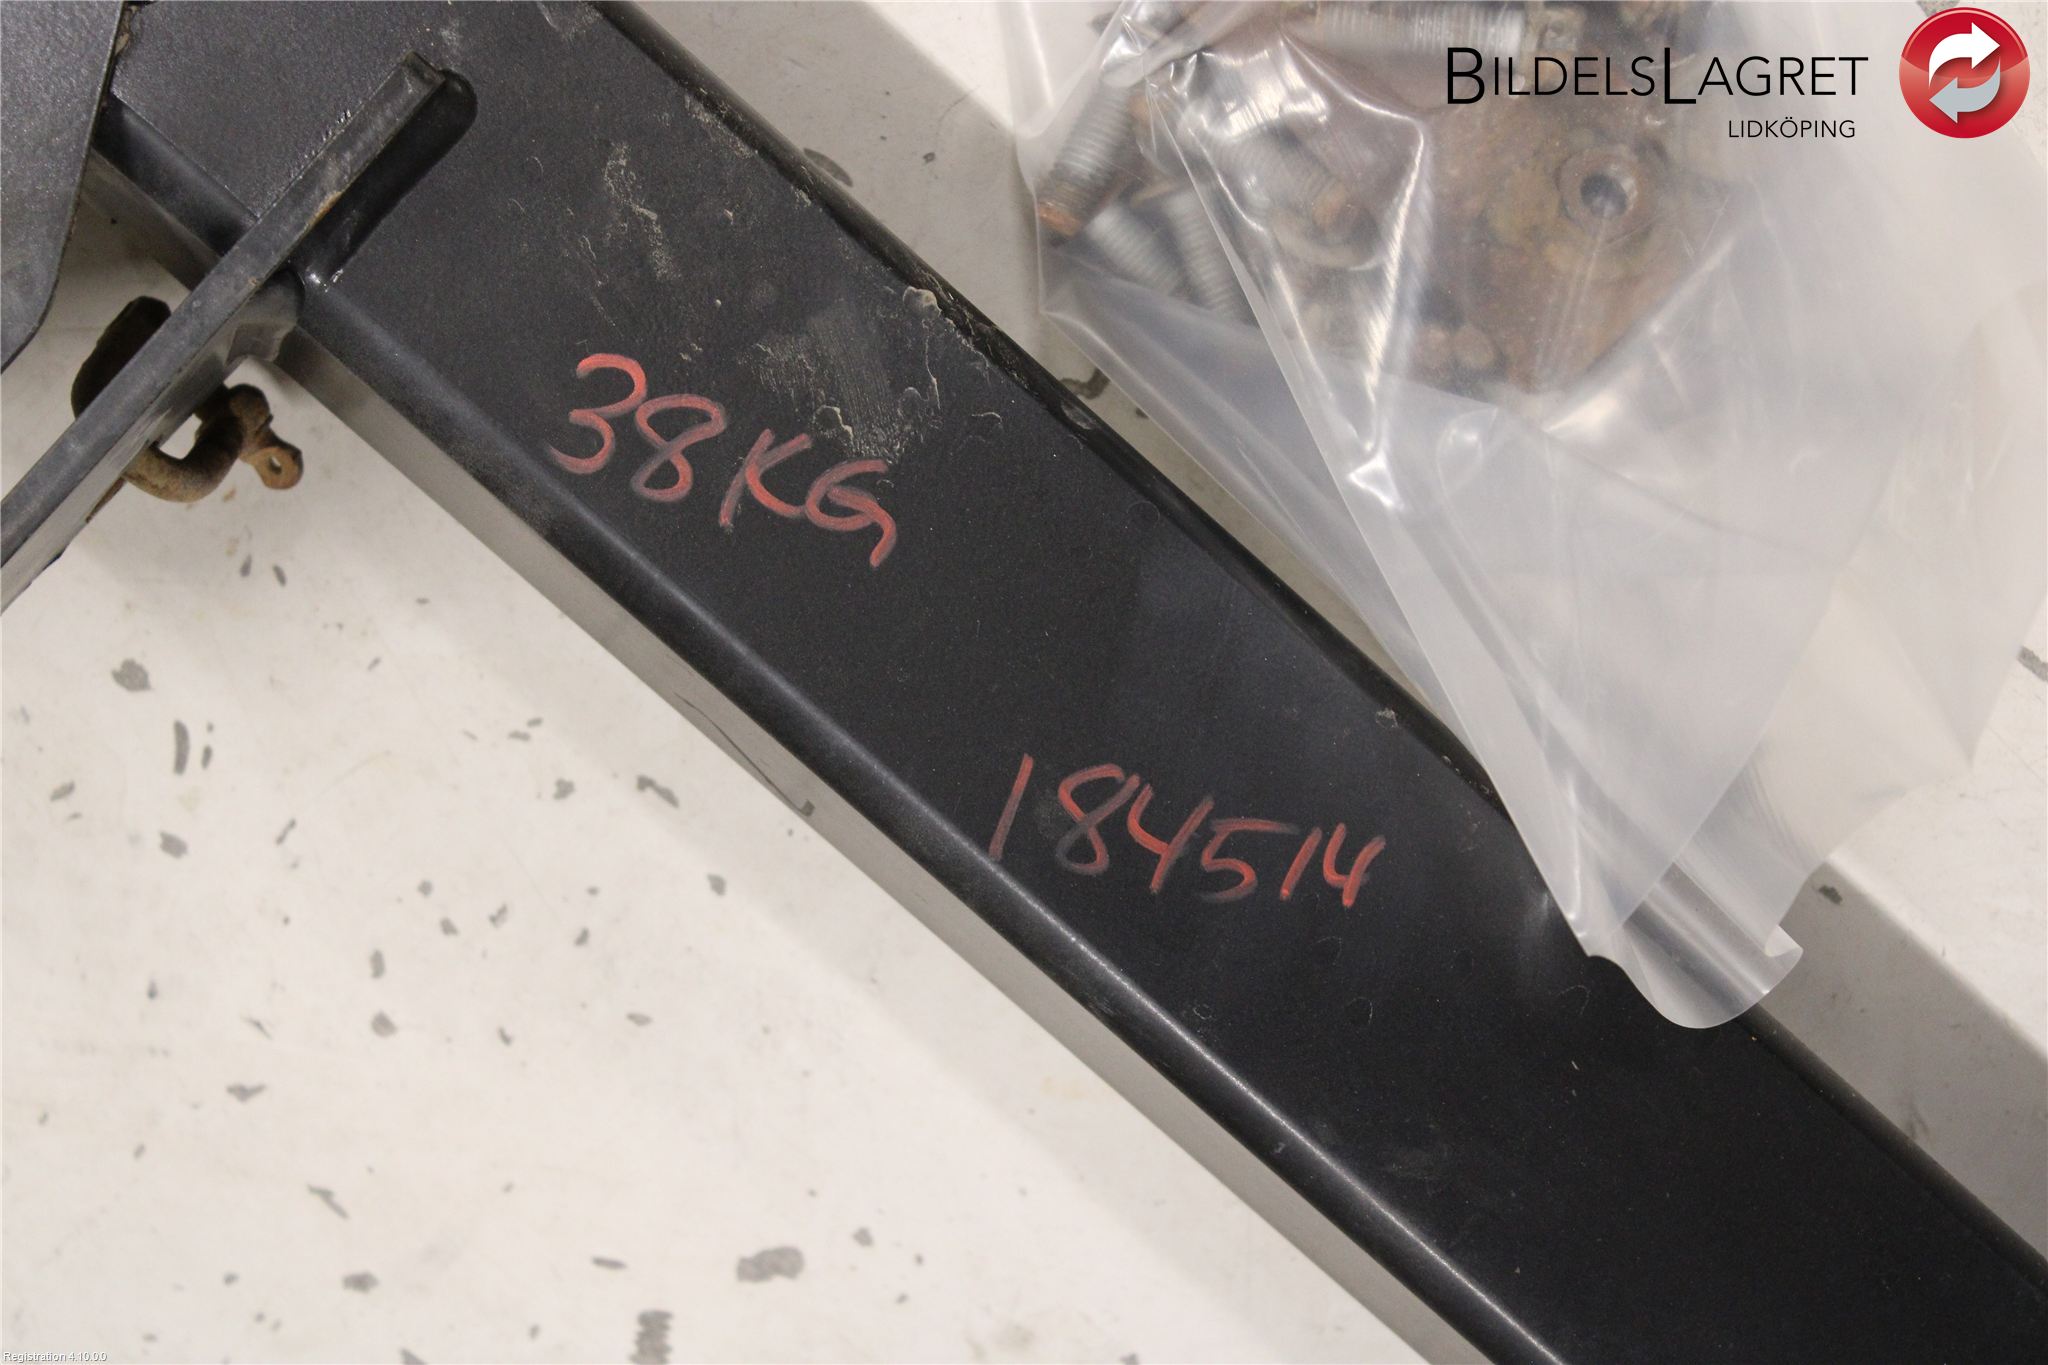 BILDELSLAGRET
LIDKÖPING
38KG
184514
Registration 4.10.0.0